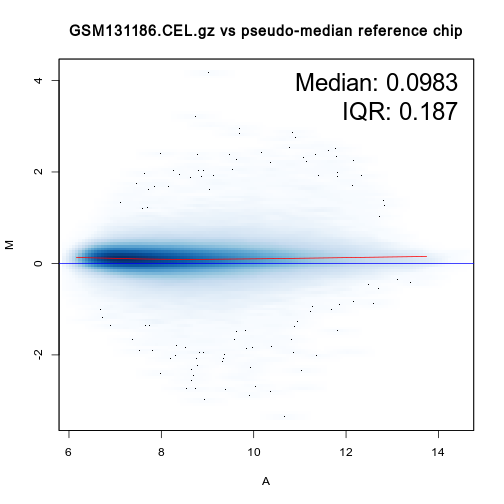 GSM131186.CEL.gz vs pseudo-median reference chip
Median: 0.0983
IQR: 0.187
4
2
0
-2
M
6 8 10 12 14
A